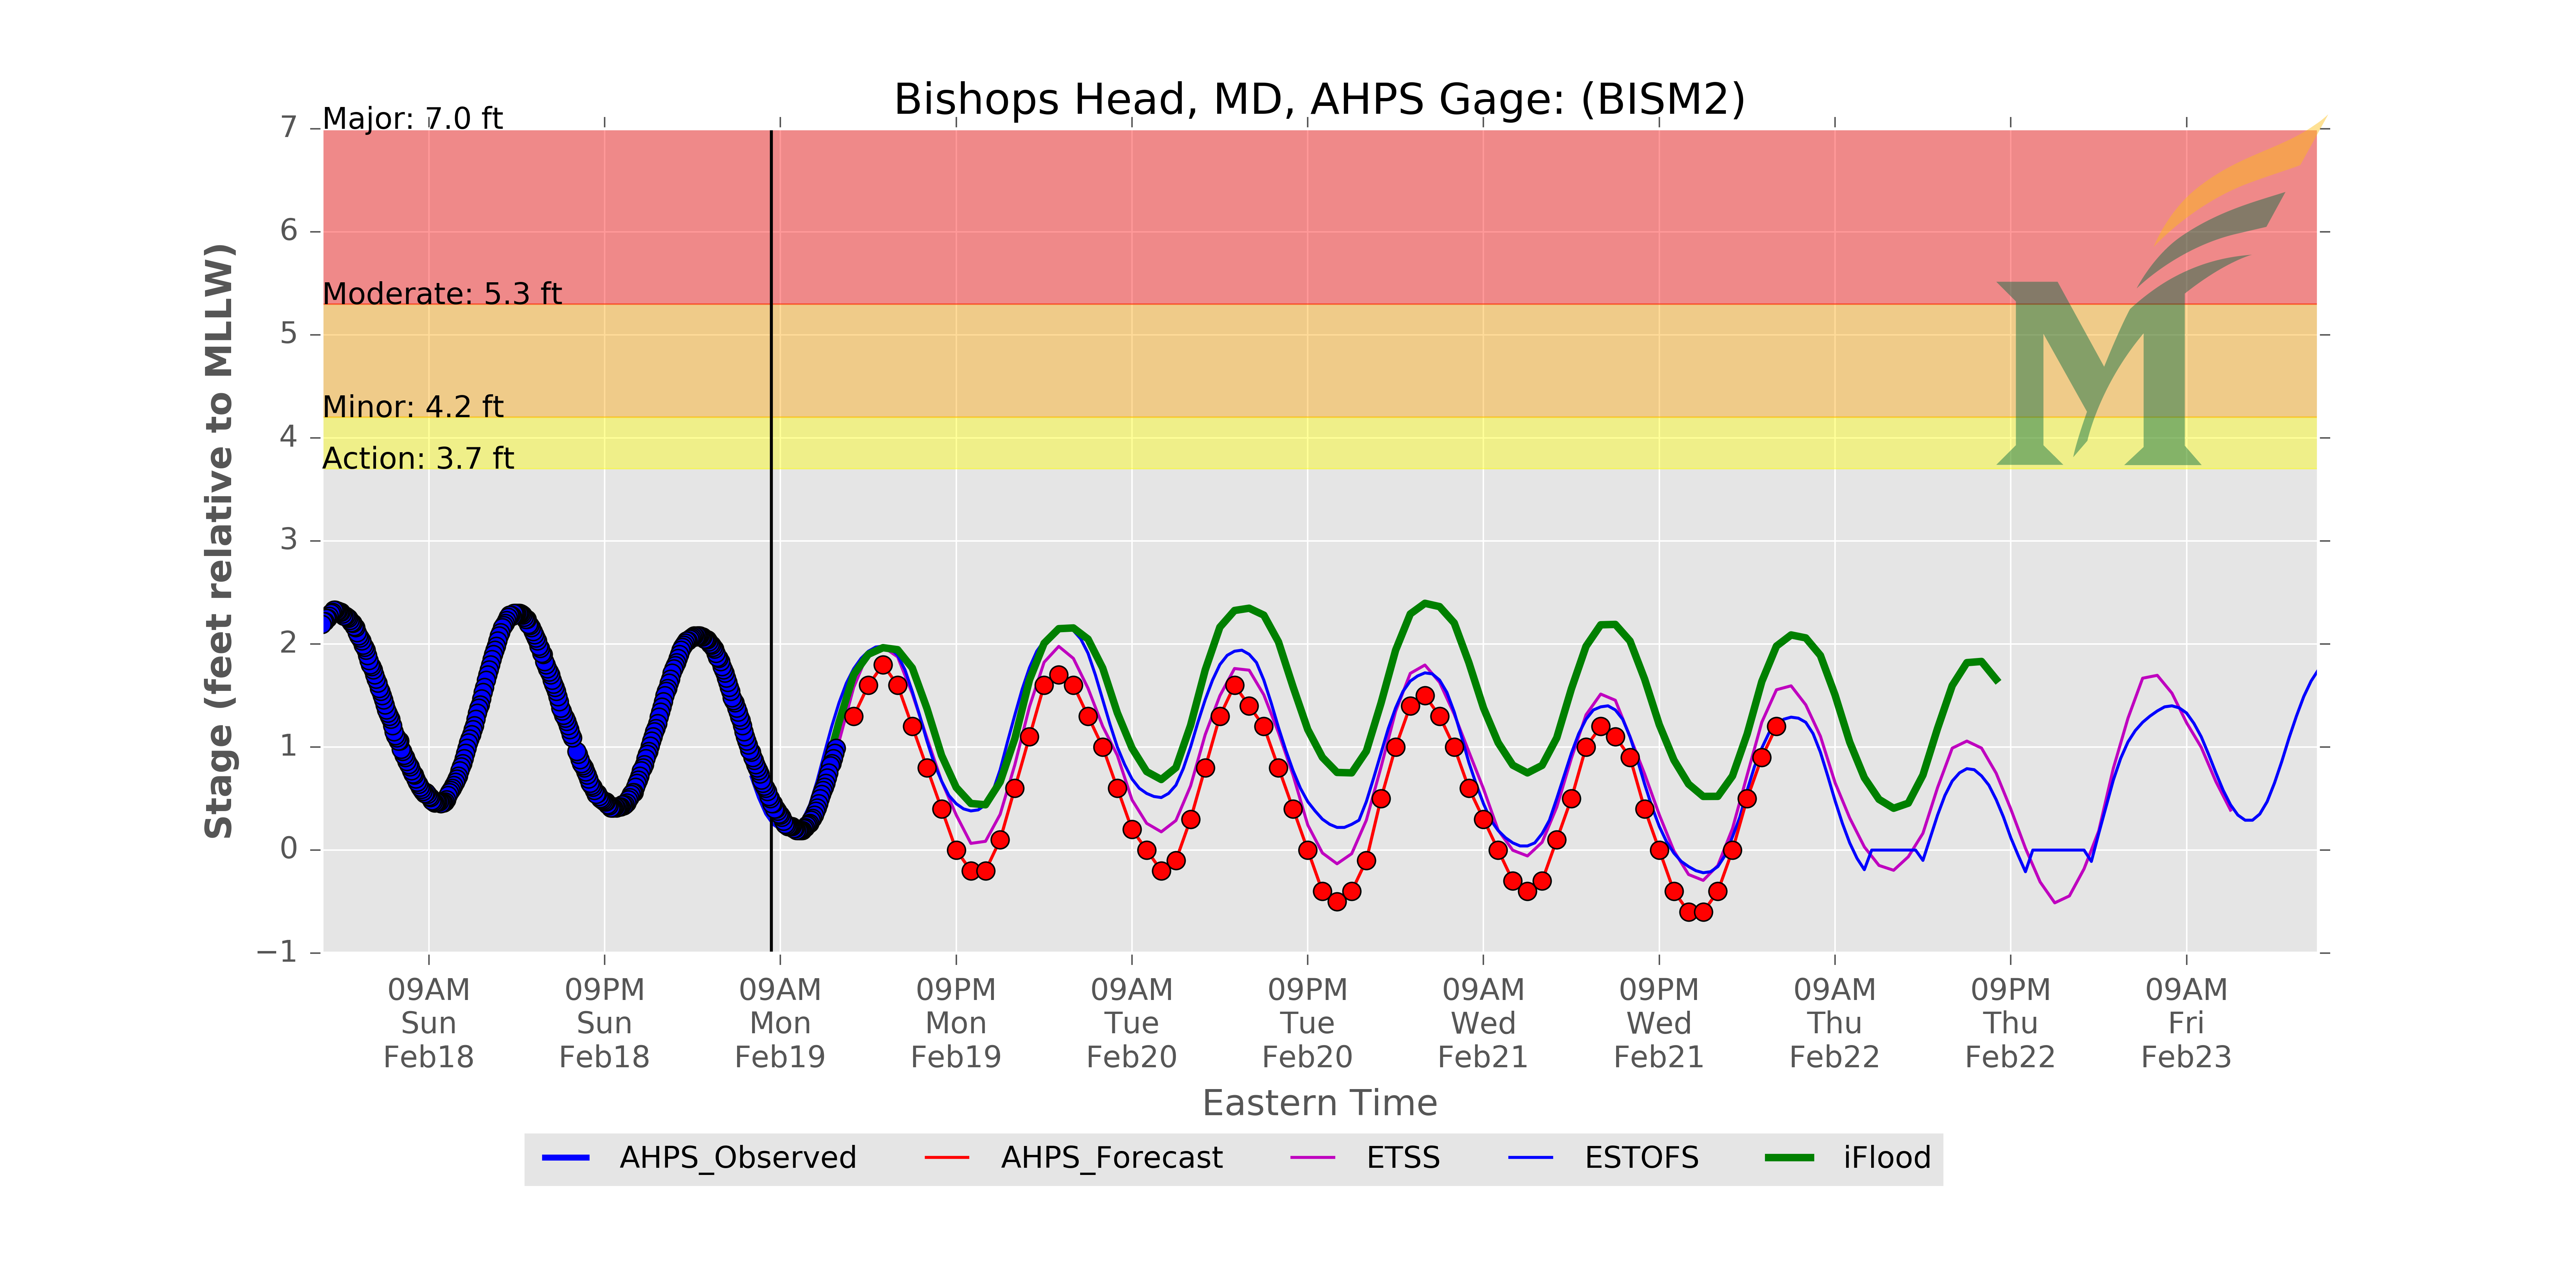 Bishops Head, MD, AHPS Gage: (BISM2)
Major: 7.0 ft
Moderate: 5.3 ft
Minor: 4.2 ft
Action: 3.7 ft
7
6
5
4
3
2
1
0
−1
Stage (feet relative to MLLW)
09AM 09PM 09AM 09PM 09AM 09PM 09AM 09PM 09AM 09PM 09AM
Sun Sun Mon Mon Tue Tue Wed Wed Thu Thu Fri
Feb18 Feb18 Feb19 Feb19 Feb20 Feb20 Feb21 Feb21 Feb22 Feb22 Feb23
Eastern Time
AHPS_Observed AHPS_Forecast ETSS ESTOFS iFlood
M